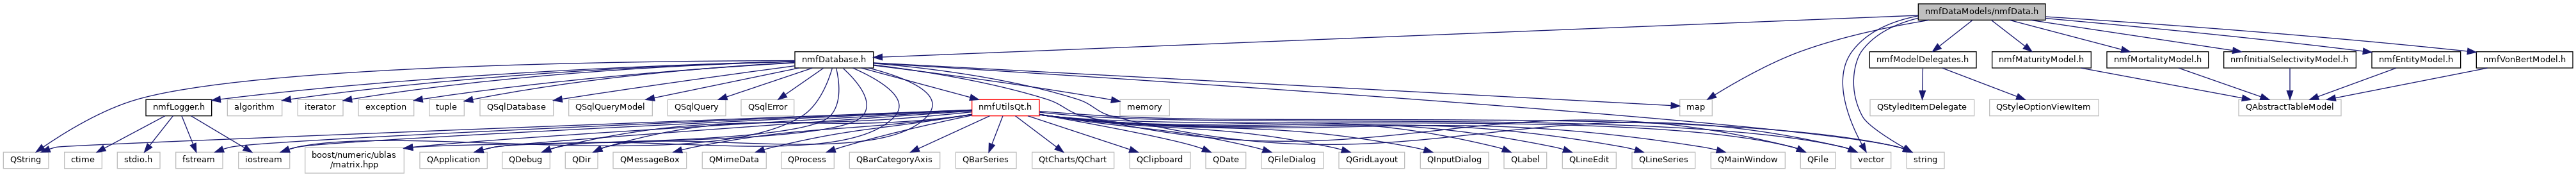 nmfDataModels/nmfData.h
nmfDatabase.h
nmfModelDelegates.h
nmfMaturityModel.h
nmfMortalityModel.h
nmfInitialSelectivityModel.h
nmfEntityModel.h
nmfVonBertModel.h
nmfLogger.h
algorithm
iterator
exception
tuple
QSqlDatabase
QSqlQueryModel
QSqlQuery
QSqlError
nmfUtilsQt.h
memory
map
QStyledItemDelegate
QStyleOptionViewItem
QAbstractTableModel
QString
ctime
stdio.h
fstream
iostream
boost/numeric/ublas
/matrix.hpp
QApplication
QDebug
QDir
QMessageBox
QMimeData
QProcess
QBarCategoryAxis
QBarSeries
QtCharts/QChart
QClipboard
QDate
QFileDialog
QGridLayout
QInputDialog
QLabel
QLineEdit
QLineSeries
QMainWindow
QFile
vector
string